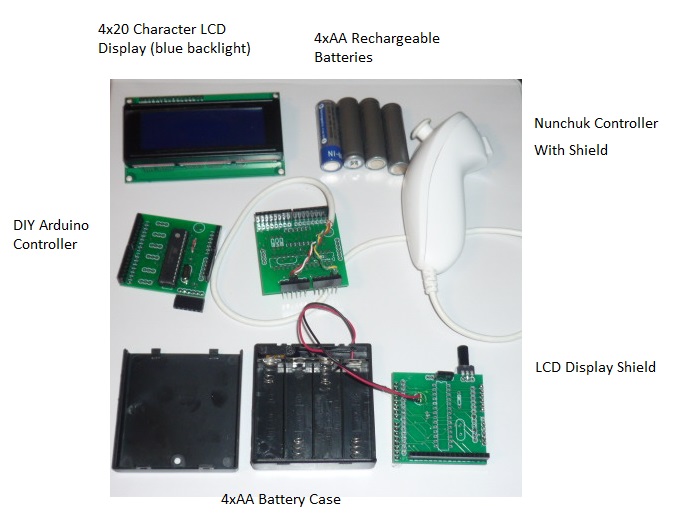 4x20 Character LCD
Display (blue backlight)
4xAA Rechargeable
Batteries
Nunchuk Controller
With Shield
DIY Arduino
Controller
LCD Display Shield
4xAA Battery Case